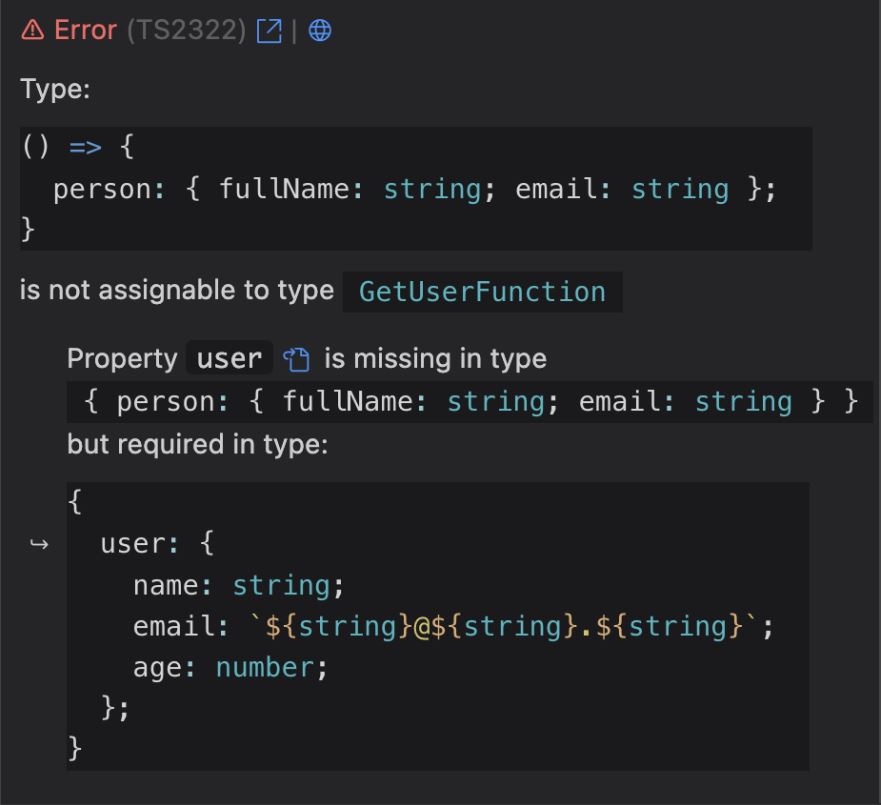 Error (TS2322) |
Type:
() => {
  person: { fullName: string; email: string };
}
is not assignable to type GetUserFunction
Property user is missing in type
{ person: { fullName: string; email: string } }
but required in type:
{
  user: {
    name: string;
    email: `${string}@${string}.${string}`;
    age: number;
  };
}